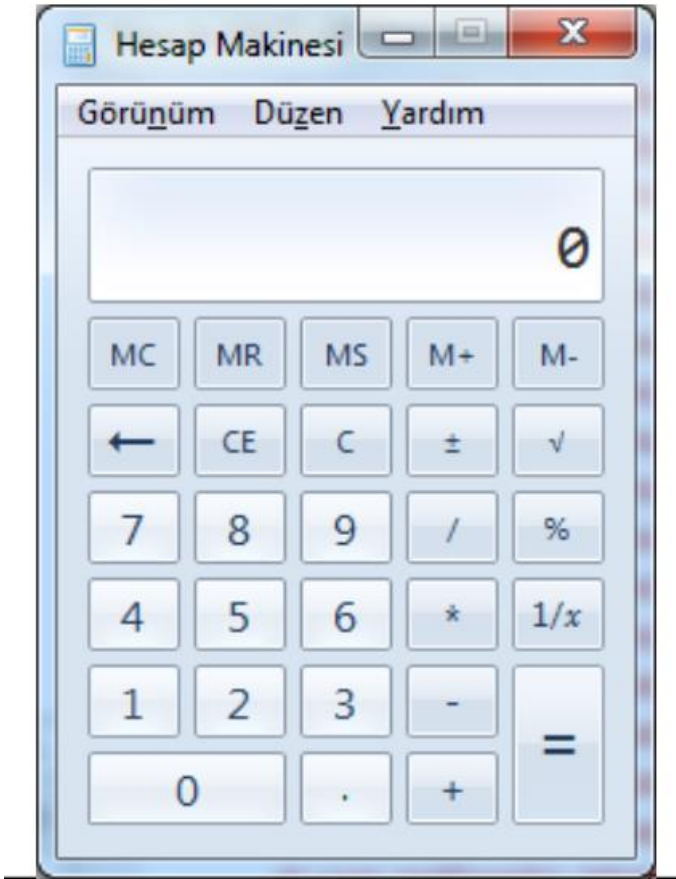 Hesap Makinesi
Görünüm Düzen Yardım
0
MC MR MS M+ M-
← CE C ± √
7 8 9 / %
4 5 6 * 1/x
1 2 3 - =
0 . +